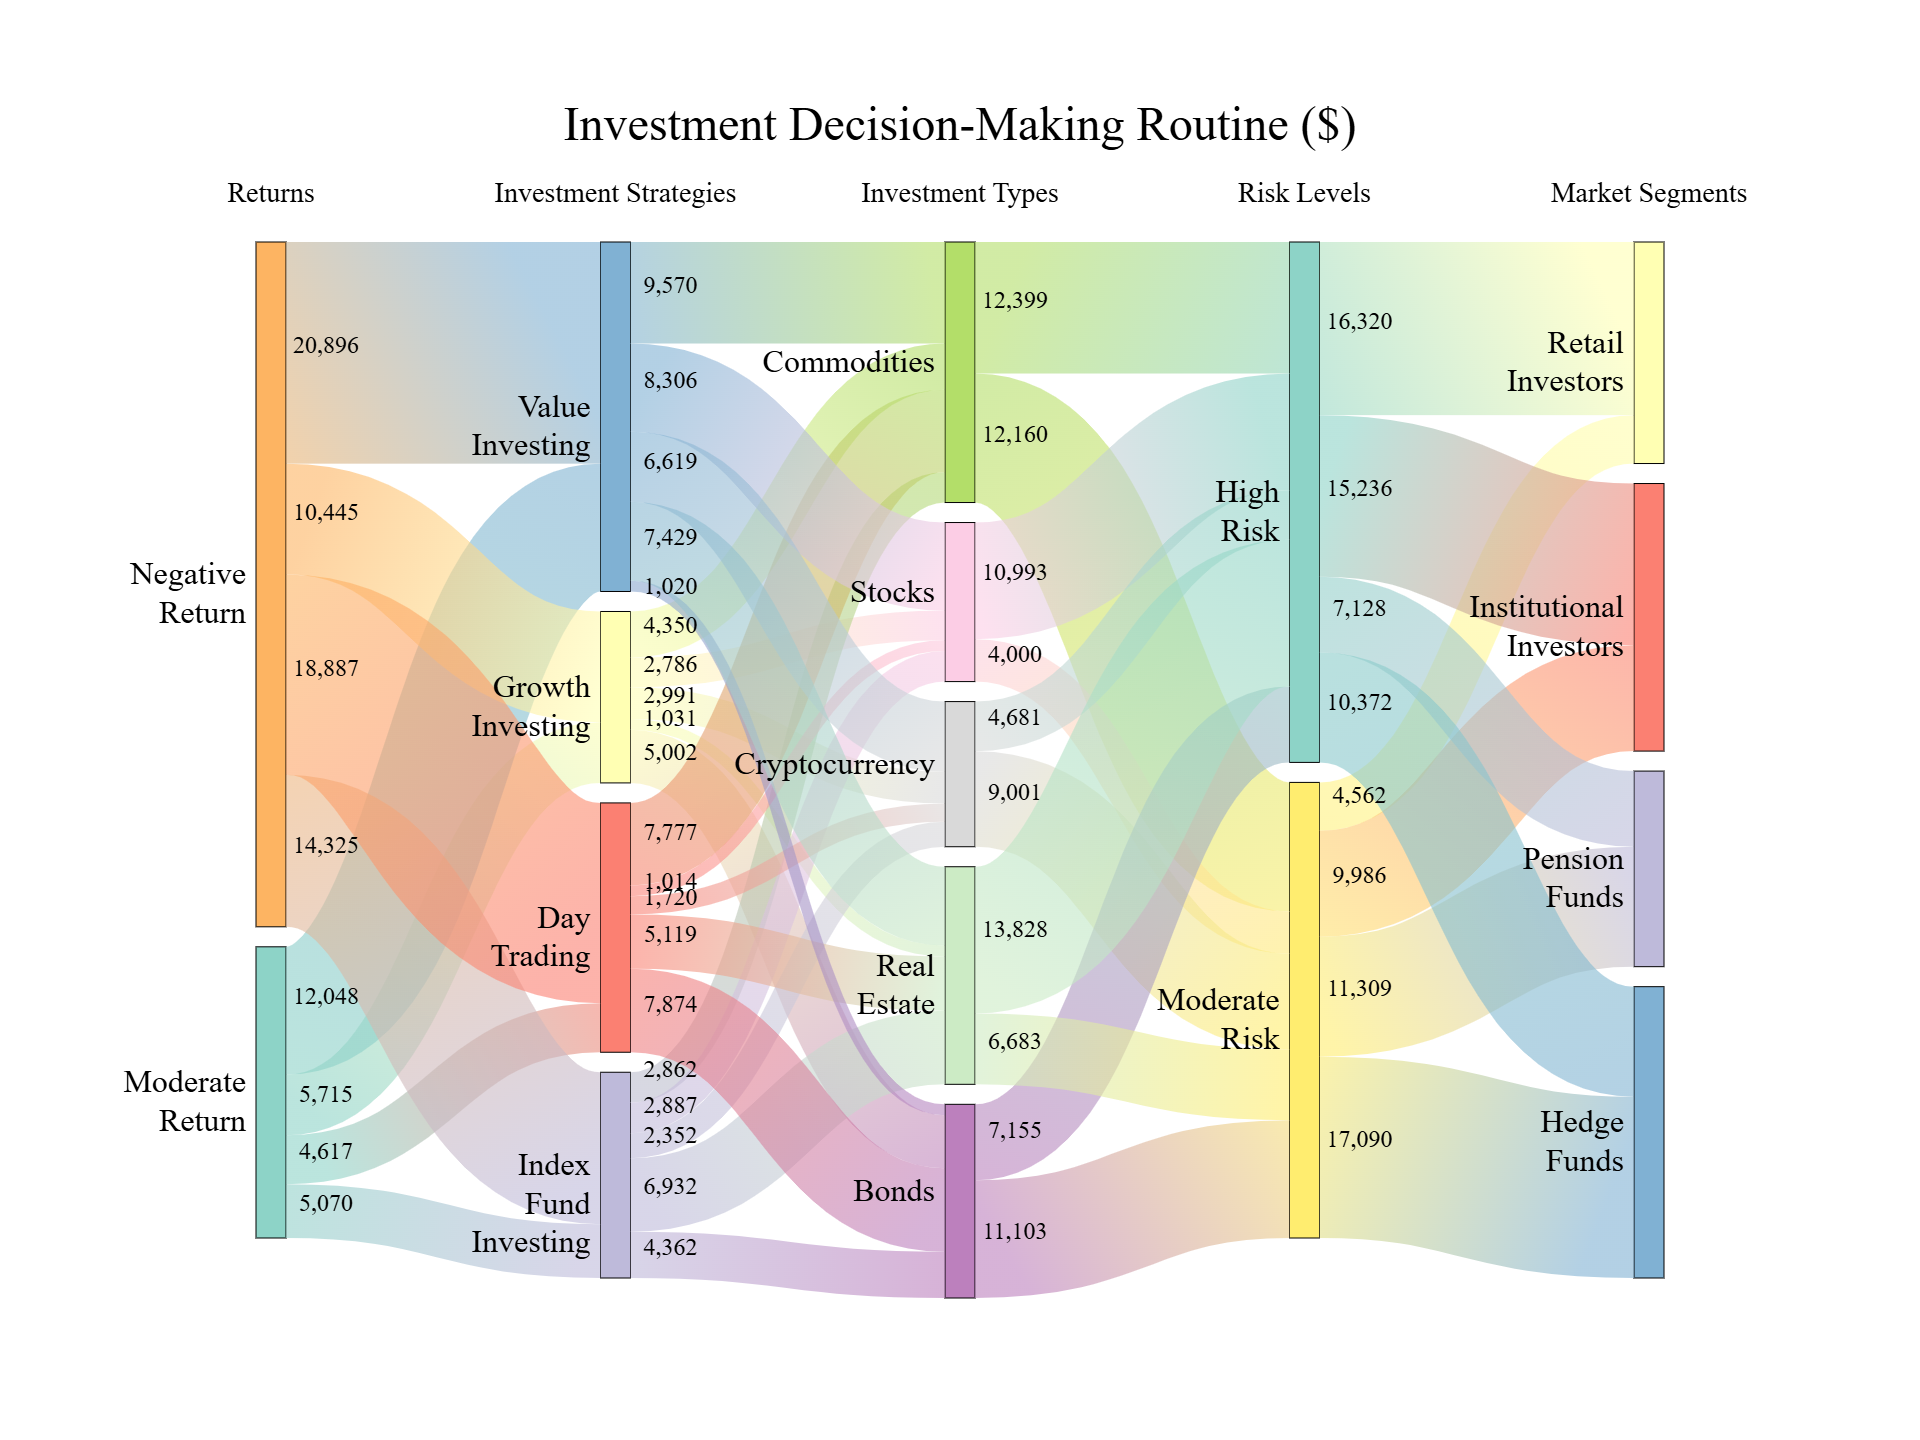 Investment Decision-Making Routine ($)
Returns
Investment Strategies
Investment Types
Risk Levels
Market Segments
Negative
Return
20,896
10,445
18,887
14,325
Moderate
Return
12,048
5,715
4,617
5,070
Value
Investing
9,570
8,306
6,619
7,429
1,020
Growth
Investing
4,350
2,786
2,991
1,031
5,002
Day
Trading
7,777
1,014
1,720
5,119
7,874
Index
Fund
Investing
2,862
2,887
2,352
6,932
4,362
Commodities
12,399
12,160
Stocks
10,993
4,000
Cryptocurrency
4,681
9,001
Real
Estate
13,828
6,683
Bonds
7,155
11,103
High
Risk
16,320
15,236
7,128
10,372
Moderate
Risk
4,562
9,986
11,309
17,090
Retail
Investors
Institutional
Investors
Pension
Funds
Hedge
Funds